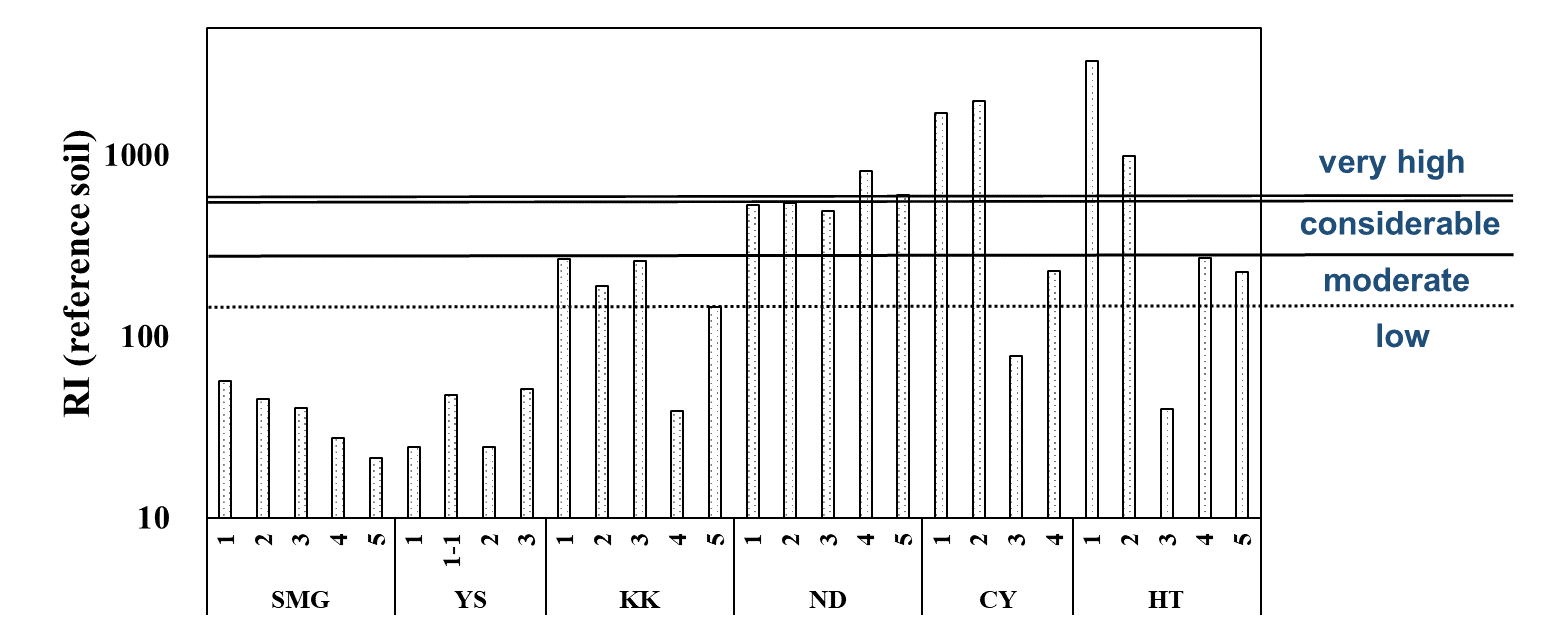 RI (reference soil)
1000
100
10
very high
considerable
moderate
low
1 2 3 4 5 1 1-1 2 3 1 2 3 4 5 1 2 3 4 5 1 2 3 4 1 2 3 4 5
SMG YS KK ND CY HT